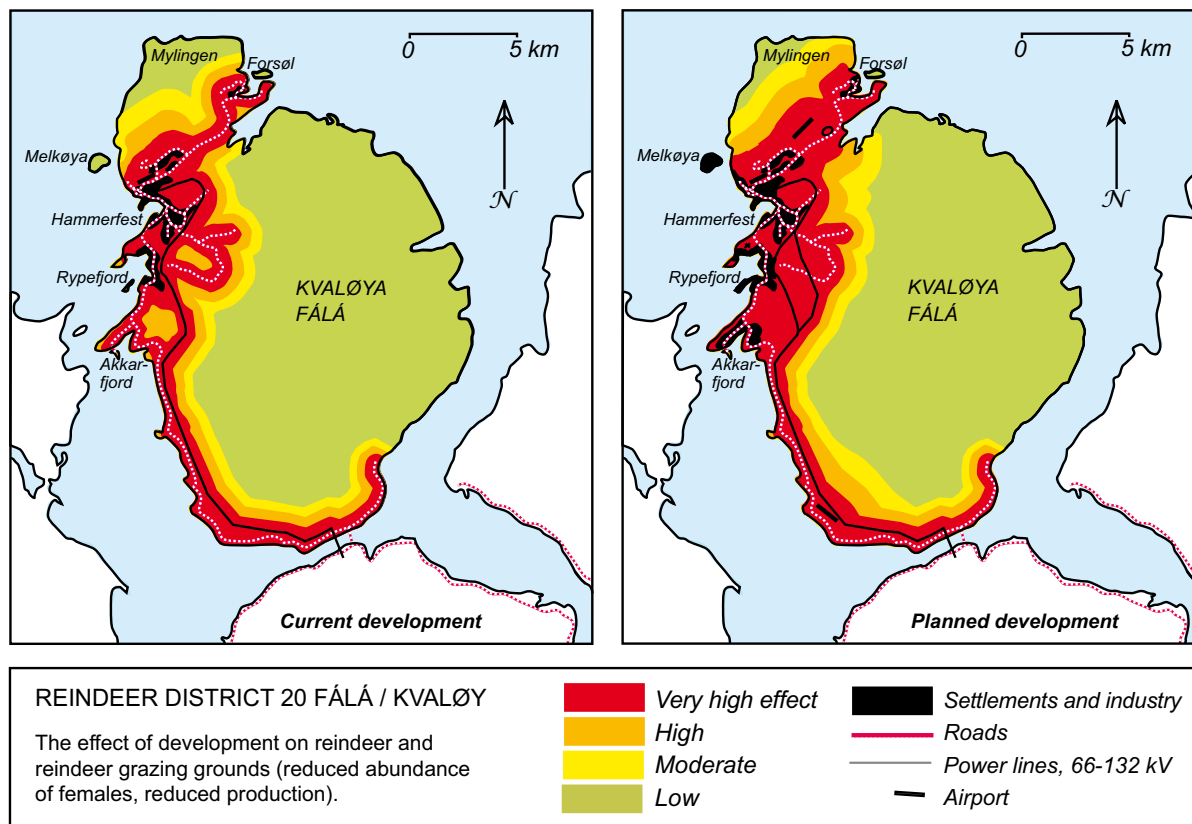 Mylingen
Forsøl
0 5 km
N
Melkøya
Hammerfest
Rypefjord
KVALØYA
FÁLÁ
Akkar-
fjord
Current development
Mylingen
Forsøl
0 5 km
N
Melkøya
Hammerfest
Rypefjord
KVALØYA
FÁLÁ
Akkar-
fjord
Planned development
REINDEER DISTRICT 20 FÁLÁ / KVALØY
The effect of development on reindeer and
reindeer grazing grounds (reduced abundance
of females, reduced production).
Very high effect
High
Moderate
Low
Settlements and industry
Roads
Power lines, 66-132 kV
Airport